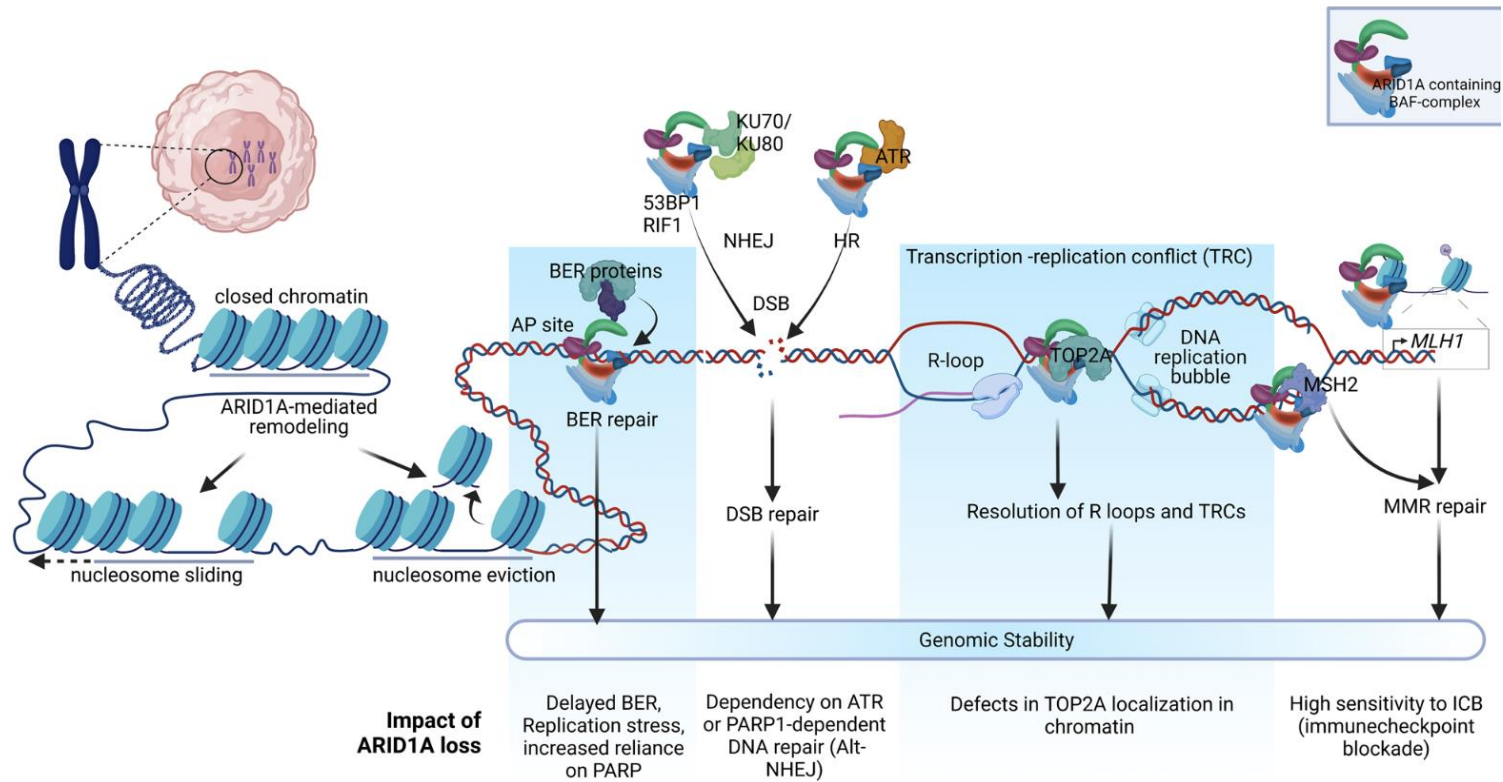 ARID1A containing
BAF-complex
KU70/
KU80
ATR
53BP1
RIF1
NHEJ
HR
DSB
closed chromatin
ARID1A-mediated
remodeling
nucleosome sliding
nucleosome eviction
BER proteins
AP site
BER repair
DSB repair
Transcription -replication conflict (TRC)
R-loop
TOP2A
DNA
replication
bubble
MSH2
Ac
MLH1
Resolution of R loops and TRCs
MMR repair
Genomic Stability
Impact of
ARID1A loss
Delayed BER,
Replication stress,
increased reliance
on PARP
Dependency on ATR
or PARP1-dependent
DNA repair (Alt-
NHEJ)
Defects in TOP2A localization in
chromatin
High sensitivity to ICB
(immunecheckpoint
blockade)